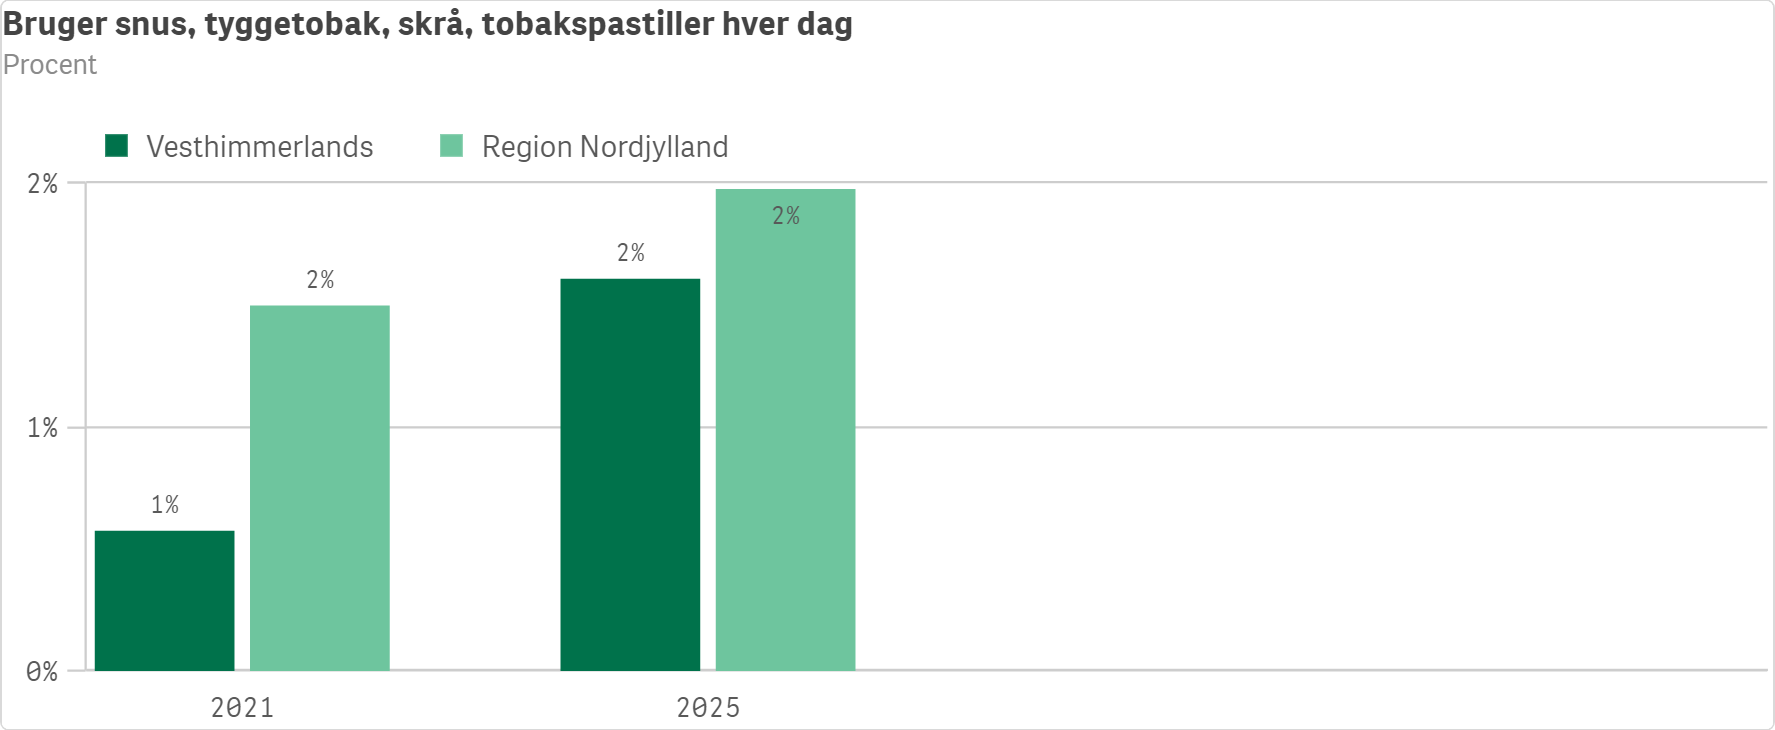 Bruger snus, tyggetobak, skrå, tobakspastiller hver dag
Procent
Vesthimmerlands Region Nordjylland
2%
2%
2%
2%
1%
1%
0%
2021 2025